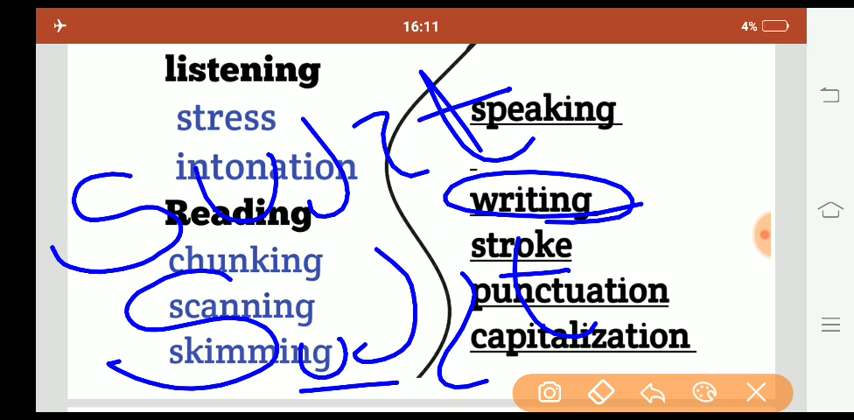 16:11
4%
listening
stress
intonation
Reading
chunking
scanning
skimming
speaking
writing
stroke
punctuation
capitalization